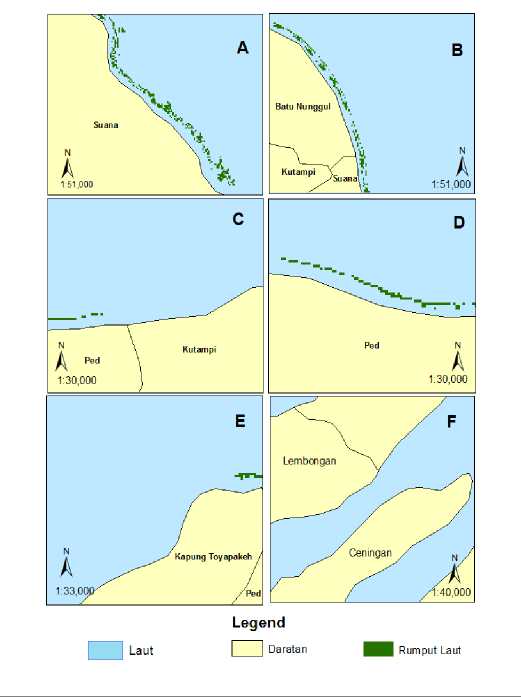 A
Suana
N
1:51,000
B
Batu Nunggul
Kutampi
Suana
N
1:51,000
C
Kutampi
Ped
N
1:30,000
D
Ped
N
1:30,000
E
Kapung Toyapakeh
Ped
N
1:33,000
F
Lembongan
Ceningan
N
1:40,000
Legend
Laut
Daratan
Rumput Laut